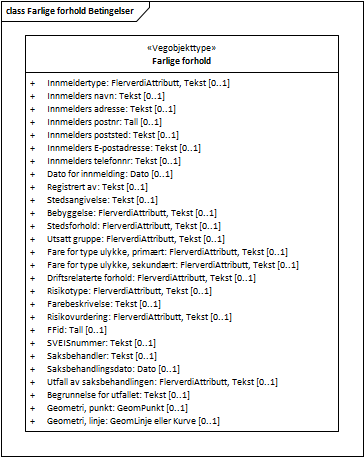 class Farlige forhold Betingelser
«Vegobjekttype»
Farlige forhold
+ Innmeldertype: FlerverdiAttributt, Tekst [0..1]
+ Innmelders navn: Tekst [0..1]
+ Innmelders adresse: Tekst [0..1]
+ Innmelders postnr: Tall [0..1]
+ Innmelders poststed: Tekst [0..1]
+ Innmelders E-postadresse: Tekst [0..1]
+ Innmelders telefonnr: Tekst [0..1]
+ Dato for innmelding: Dato [0..1]
+ Registrert av: Tekst [0..1]
+ Stedsangivelse: Tekst [0..1]
+ Bebyggelse: FlerverdiAttributt, Tekst [0..1]
+ Stedsforhold: FlerverdiAttributt, Tekst [0..1]
+ Utsatt gruppe: FlerverdiAttributt, Tekst [0..1]
+ Fare for type ulykke, primært: FlerverdiAttributt, Tekst [0..1]
+ Fare for type ulykke, sekundært: FlerverdiAttributt, Tekst [0..1]
+ Driftsrelaterte forhold: FlerverdiAttributt, Tekst [0..1]
+ Risikotype: FlerverdiAttributt, Tekst [0..1]
+ Farebeskrivelse: Tekst [0..1]
+ Risikovurdering: FlerverdiAttributt, Tekst [0..1]
+ FFid: Tall [0..1]
+ SVEISnummer: Tekst [0..1]
+ Saksbehandler: Tekst [0..1]
+ Saksbehandlingsdato: Dato [0..1]
+ Utfall av saksbehandlingen: FlerverdiAttributt, Tekst [0..1]
+ Begrunnelse for utfallet: Tekst [0..1]
+ Geometri, punkt: GeomPunkt [0..1]
+ Geometri, linje: GeomLinje eller Kurve [0..1]